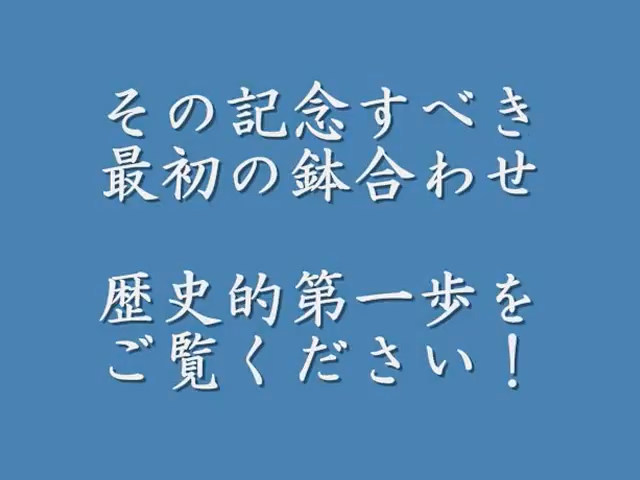 その記念すべき
最初の鉢合わせ
歴史的第一歩を
ご覧ください！